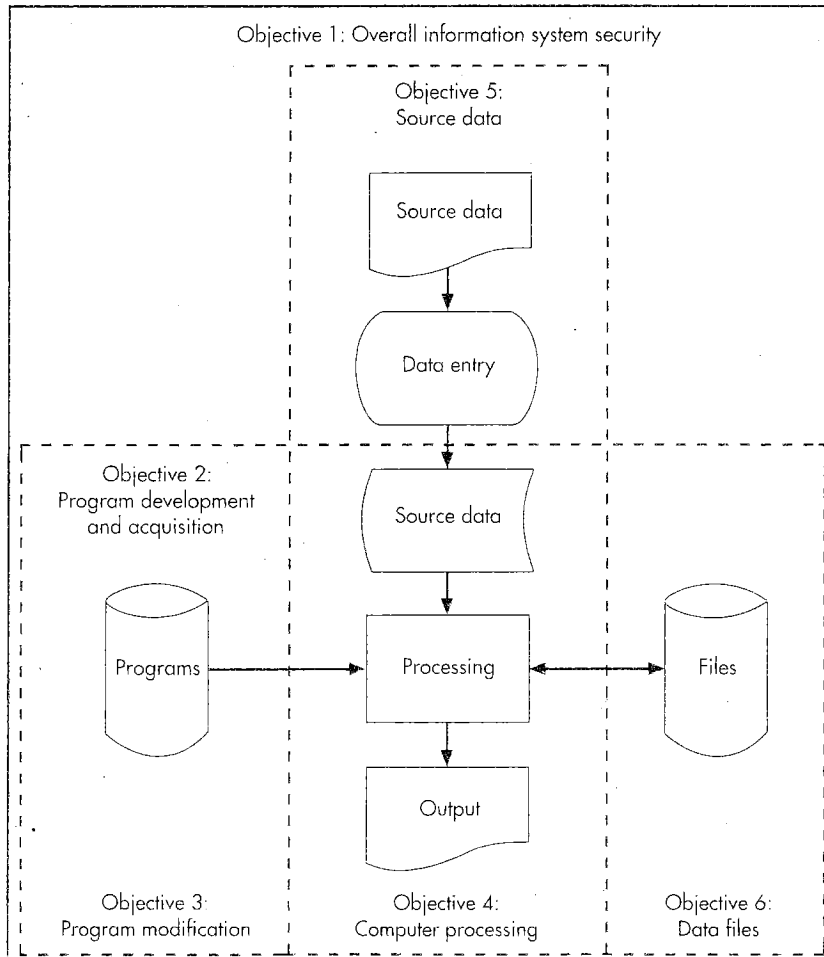 Objective 1: Overall information system security
Objective 5:
Source data
Source data
Data entry
Objective 2:
Program development
and acquisition
Source data
Programs
Processing
Files
Output
Objective 3:
Program modification
Objective 4:
Computer processing
Objective 6:
Data files